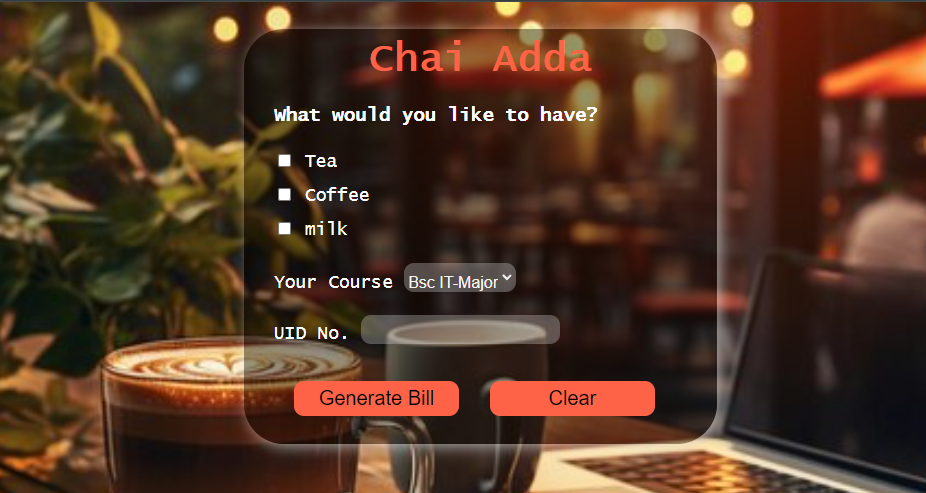 Chai Adda
What would you like to have?
Tea
Coffee
milk
Your Course Bsc IT-Major
UID No.
Generate Bill Clear